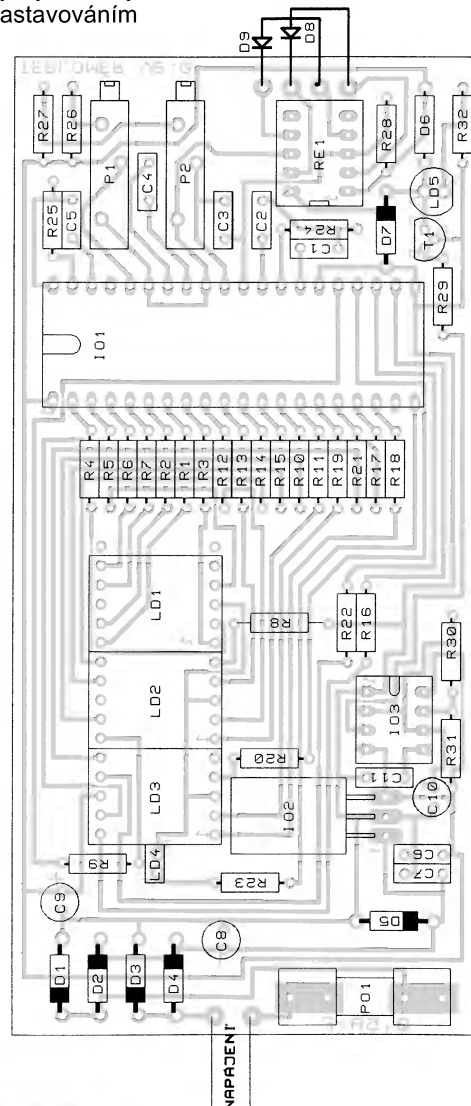 astavováním
D9
D8
R27
R26
P1
C4
P2
RE1
R28
D6
R32
R25
C5
C3
C2
R24
C1
D7
LD5
T1
R29
IO1
R4
R5
R6
R7
R2
R1
R3
R12
R13
R14
R15
R10
R11
R19
R21
R17
R18
LD1
R8
R22
R16
LD2
R30
IO3
R20
R31
LD3
IO2
C11
C10
LD4
R9
R23
C6
C7
C9
C8
D5
D1
D2
D3
D4
PO1
NAPAJENI